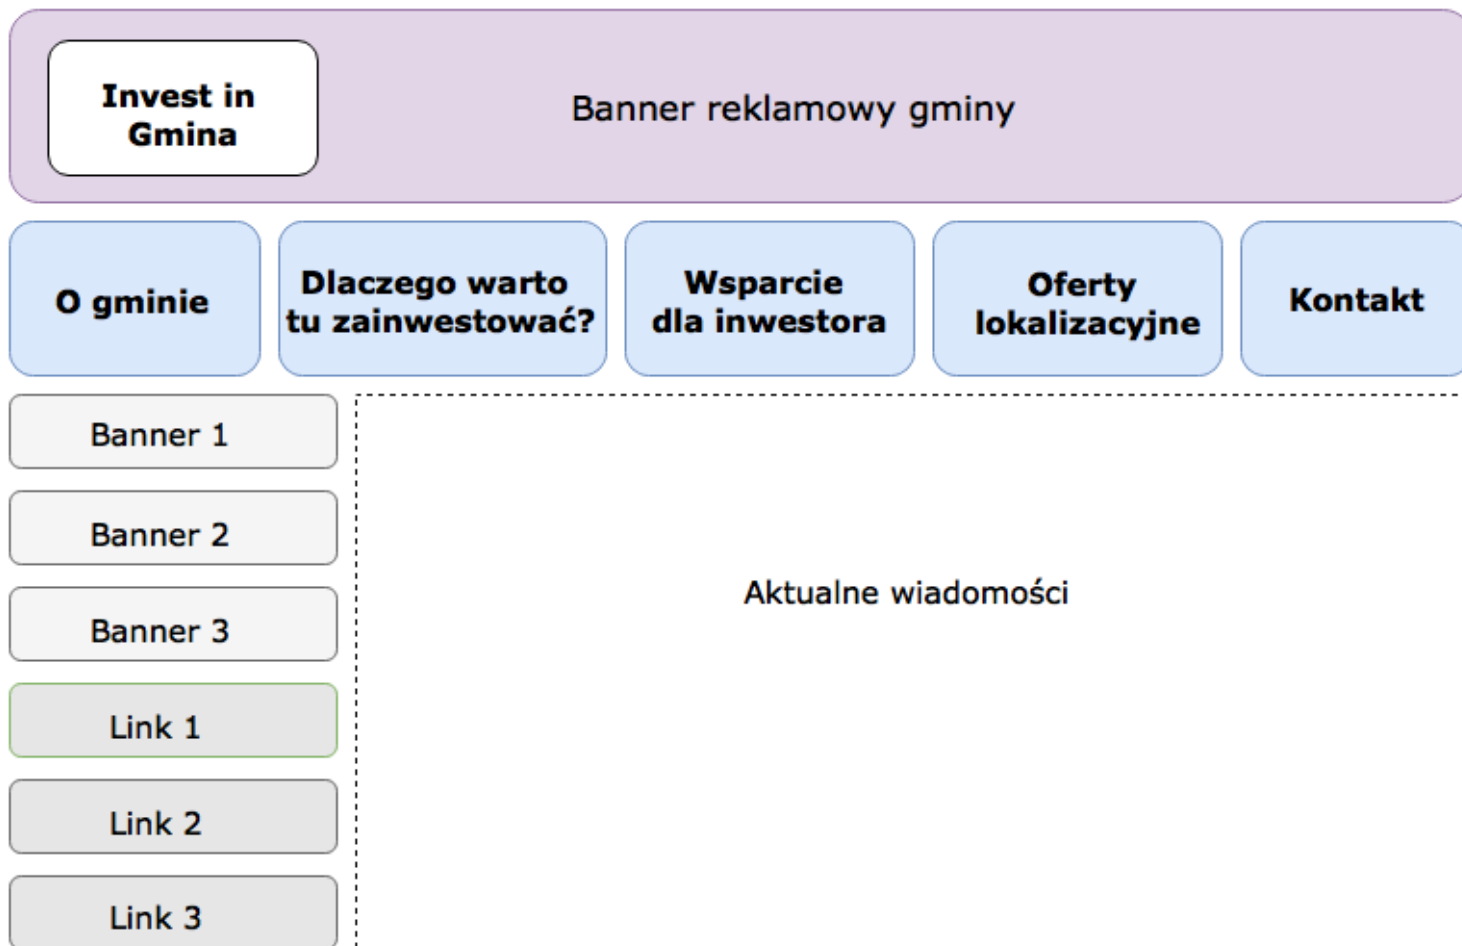 Invest in
Gmina
Banner reklamowy gminy
O gminie
Dlaczego warto
tu zainwestować?
Wsparcie
dla inwestora
Oferty
lokalizacyjne
Kontakt
Banner 1
Banner 2
Banner 3
Link 1
Link 2
Link 3
Aktualne wiadomości